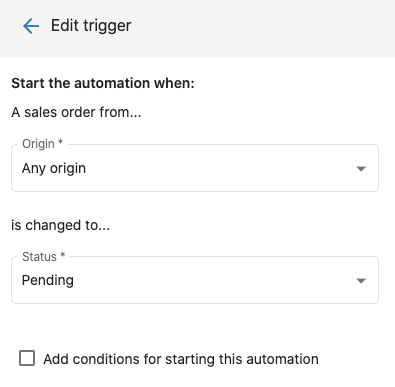 Edit trigger
Start the automation when:
A sales order from...
Origin *
Any origin
is changed to...
Status *
Pending
Add conditions for starting this automation